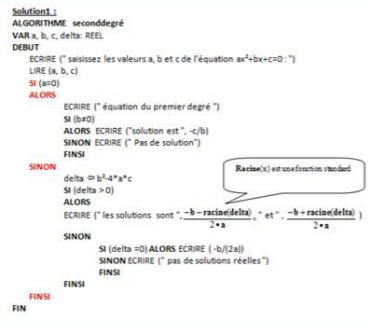 Solution1 :
ALGORITHME seconddegré
VAR a, b, c, delta: REEL
DEBUT
ECRIRE (" saisissez les valeurs a, b et c de l'équation ax²+bx+c=0 : ")
LIRE (a, b, c)
SI (a=0)
ALORS
ECRIRE (" équation du premier degré ")
SI (b≠0)
ALORS ECRIRE ("solution est ", -c/b)
SINON ECRIRE (" Pas de solution")
FINSI
SINON
Racine(x) est une fonction standard
delta ⇦ b²-4*a*c
SI (delta >0)
ALORS
ECRIRE (" les solutions sont ", (−b−racine(delta))/(2•a), " et ", (−b+racine(delta))/(2•a) )
SINON
SI (delta =0) ALORS ECRIRE ( -b/(2a))
SINON ECRIRE (" pas de solutions réelles ")
FINSI
FINSI
FINSI
FIN